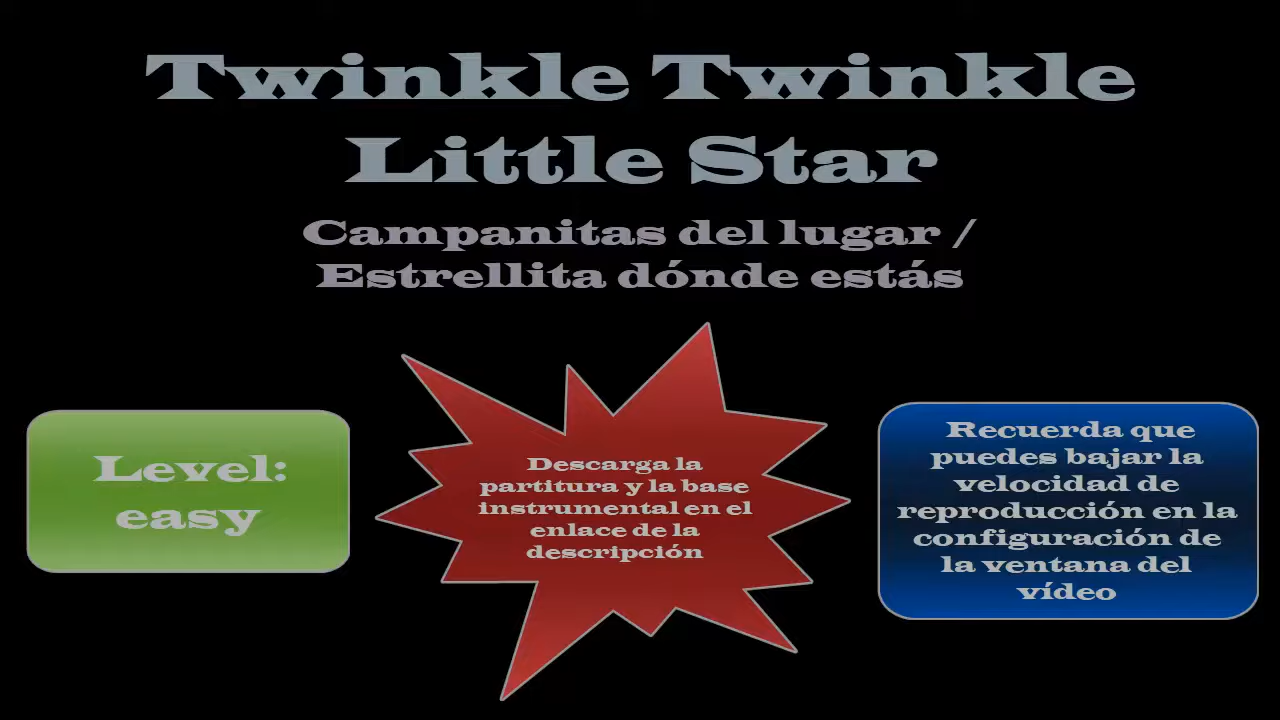 Twinkle Twinkle
Little Star
Campanitas del lugar /
Estrellita dónde estás
Level:
easy
Descarga la
partitura y la base
instrumental en el
enlace de la
descripción
Recuerda que
puedes bajar la
velocidad de
reproducción en la
configuración de
la ventana del
vídeo